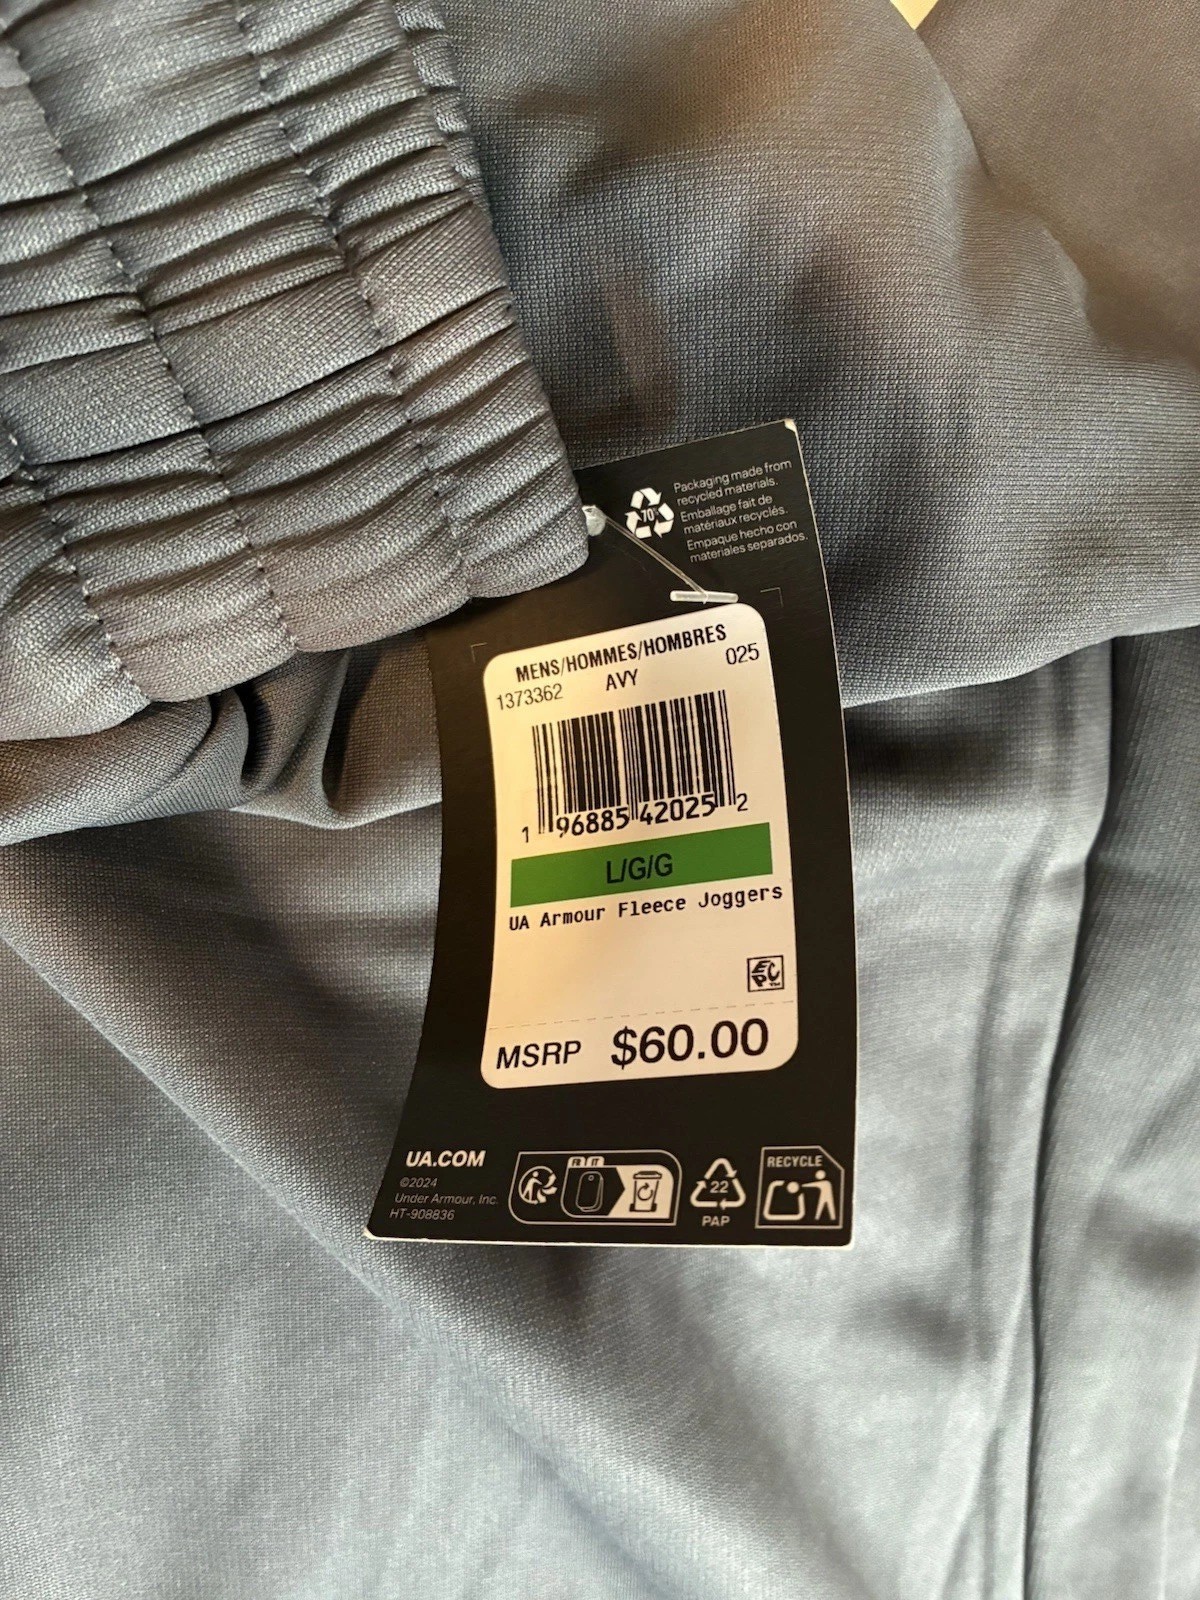 70%
Packaging made from
recycled materials.
Emballage fait de
matériaux recyclés.
Empaque hecho con
materiales separados.
MENS/HOMMES/HOMBRES
1373362 AVY 025
1 96885 42025 2
L/G/G
UA Armour Fleece Joggers
EPC
MSRP $60.00
UA.COM
©2024
Under Armour, Inc.
HT-908836
FR
22
PAP
RECYCLE